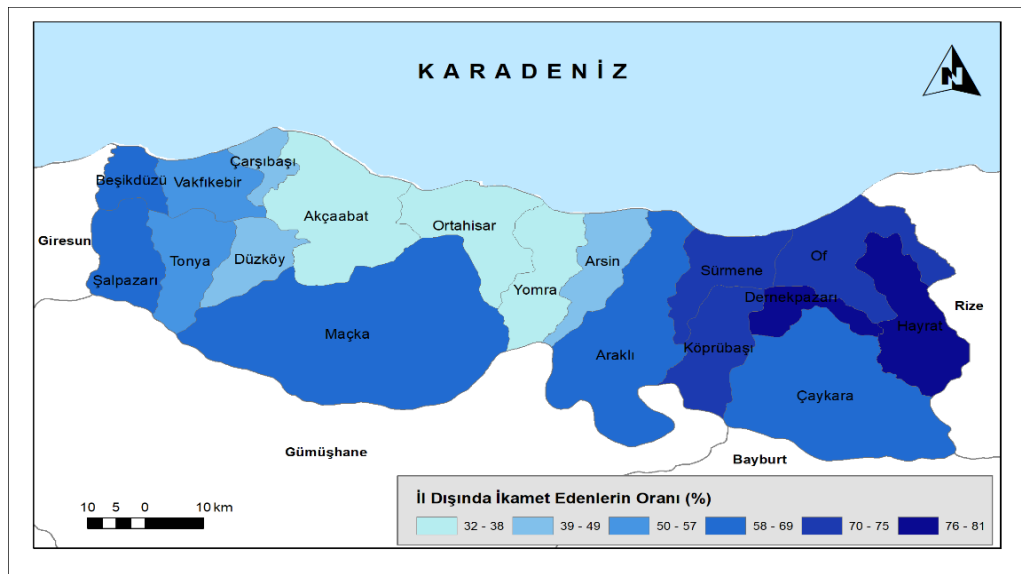 KARADENİZ
N
Çarşıbaşı
Beşikdüzü
Vakfıkebir
Akçaabat
Ortahisar
Giresun
Tonya
Düzköy
Arsin
Of
Şalpazarı
Sürmene
Yomra
Dernekpazarı
Rize
Hayrat
Maçka
Araklı
Köprübaşı
Çaykara
Gümüşhane
Bayburt
İl Dışında İkamet Edenlerin Oranı (%)
10 5 0 10 km
32 - 38 39 - 49 50 - 57 58 - 69 70 - 75 76 - 81